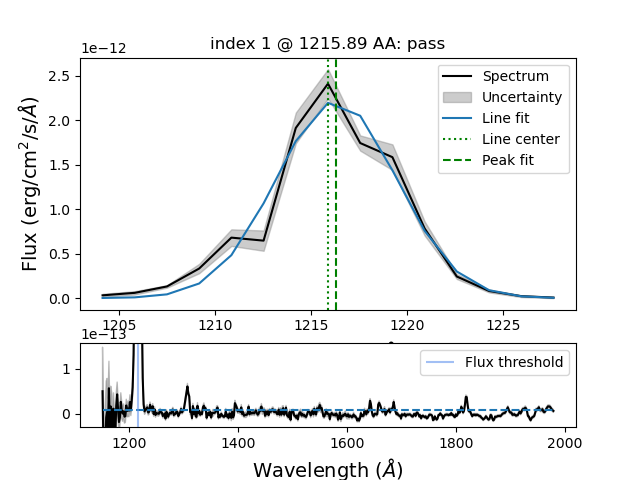 index 1 @ 1215.89 AA: pass
1e−12
Flux (erg/cm²/s/Å)
2.5
2.0
1.5
1.0
0.5
0.0
Spectrum
Uncertainty
Line fit
Line center
Peak fit
1205 1210 1215 1220 1225
1e−13
1
0
Flux threshold
1200 1400 1600 1800 2000
Wavelength (Å)